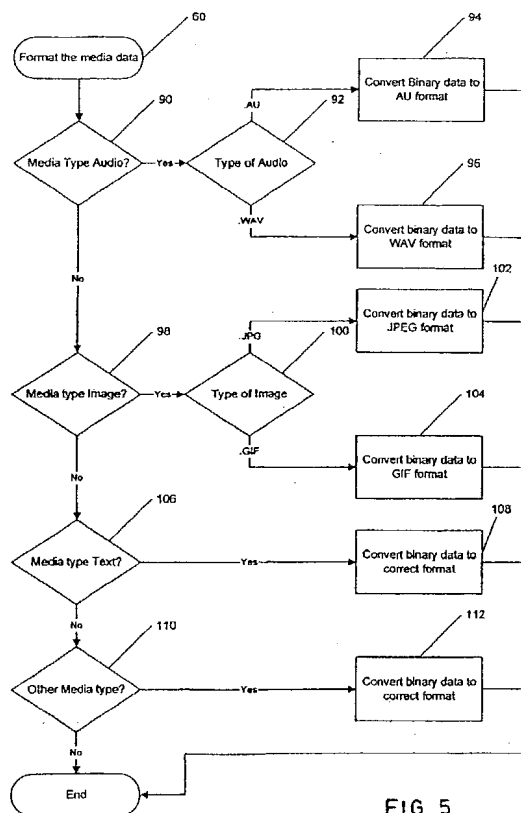 60
Format the media data
94
Convert Binary data to
AU format
90
92
.AU
Media Type Audio?
Yes
Type of Audio
.WAV
96
Convert binary data to
WAV format
No
102
Convert binary data to
JPEG format
98
100
.JPG
Media type Image?
Yes
Type of Image
.GIF
104
Convert binary data to
GIF format
No
106
108
Media type Text?
Yes
Convert binary data to
correct format
No
110
112
Other Media type?
Yes
Convert binary data to
correct format
No
End
FIG 5